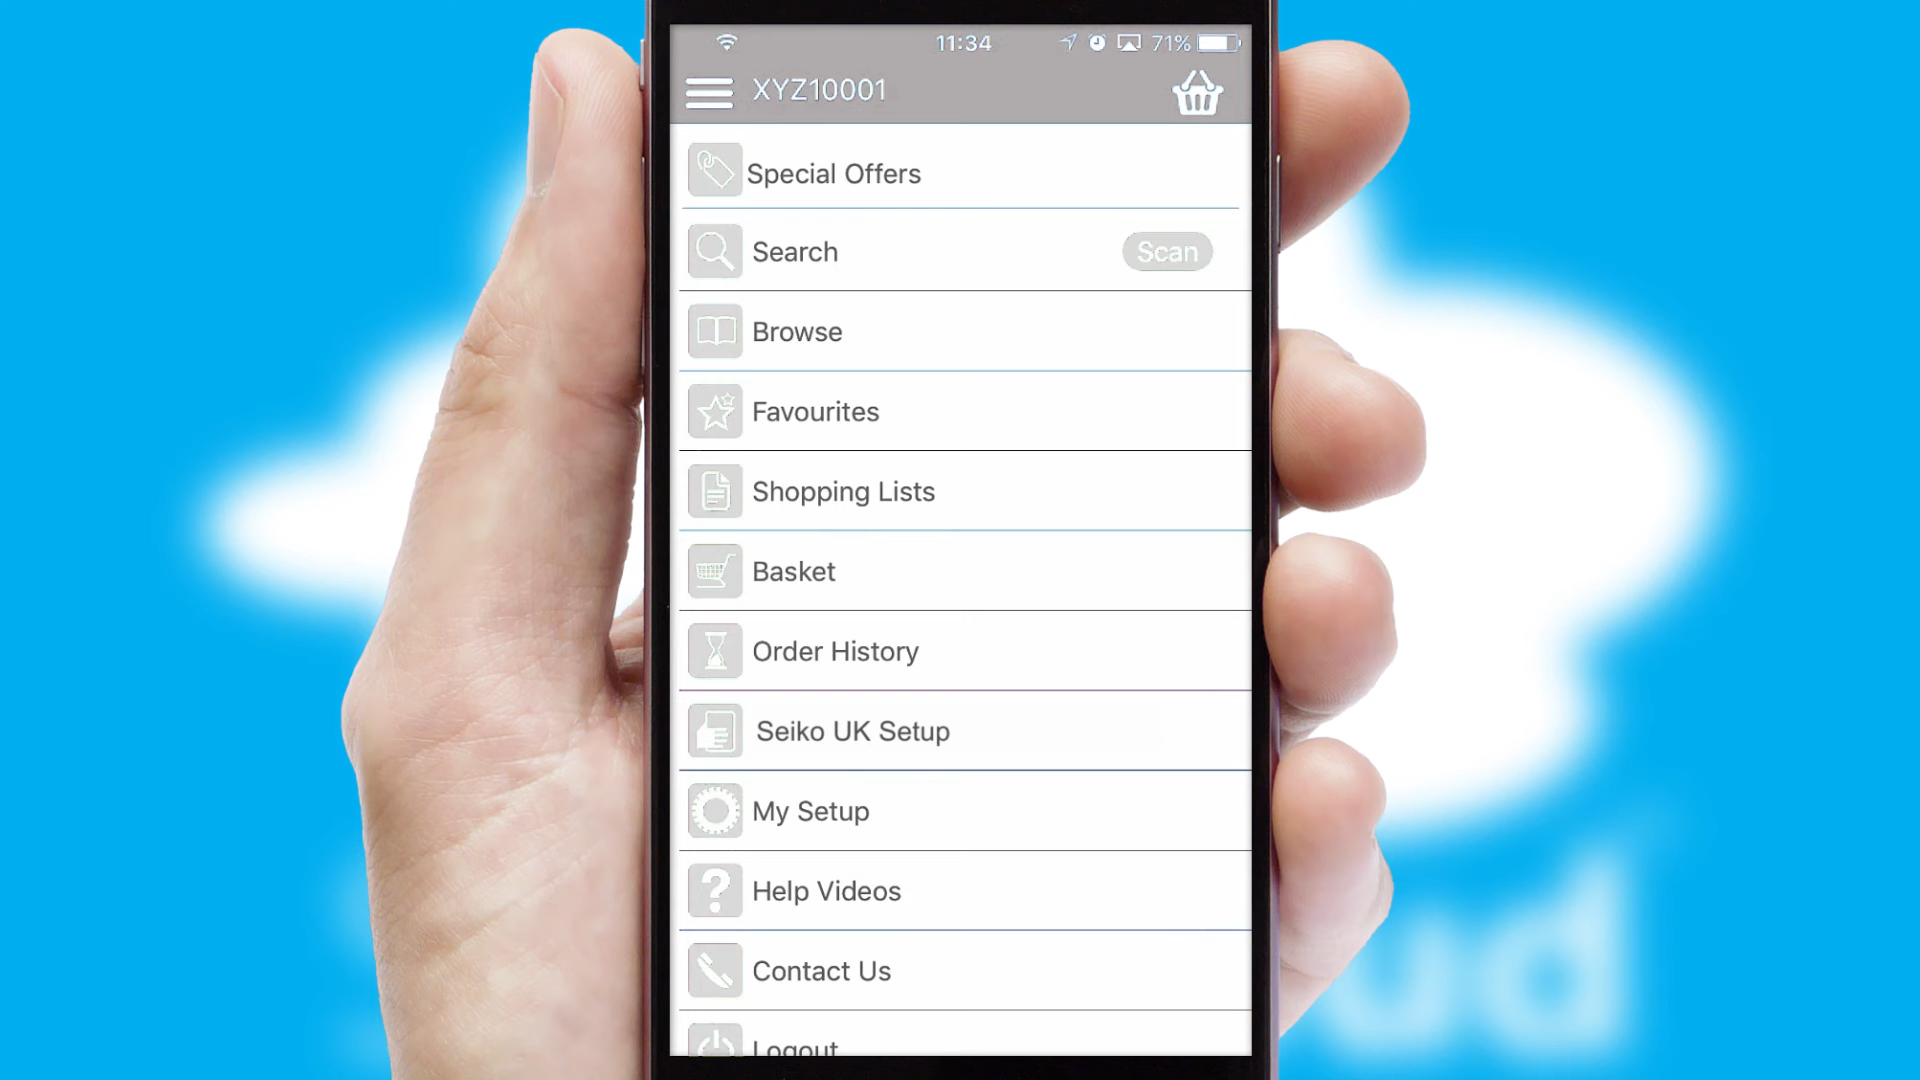 11:34 71%
XYZ10001
Special Offers
Search Scan
Browse
Favourites
Shopping Lists
Basket
Order History
Seiko UK Setup
My Setup
Help Videos
Contact Us
Logout